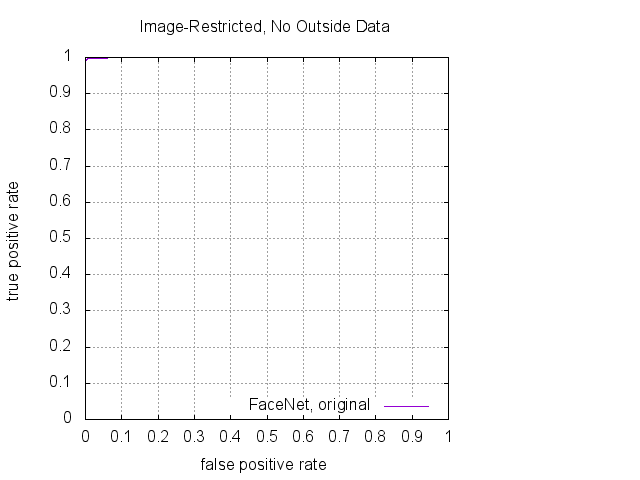 Image-Restricted, No Outside Data
1
0.9
0.8
0.7
0.6
0.5
0.4
0.3
0.2
0.1
0
true positive rate
FaceNet, original
0 0.1 0.2 0.3 0.4 0.5 0.6 0.7 0.8 0.9 1
false positive rate